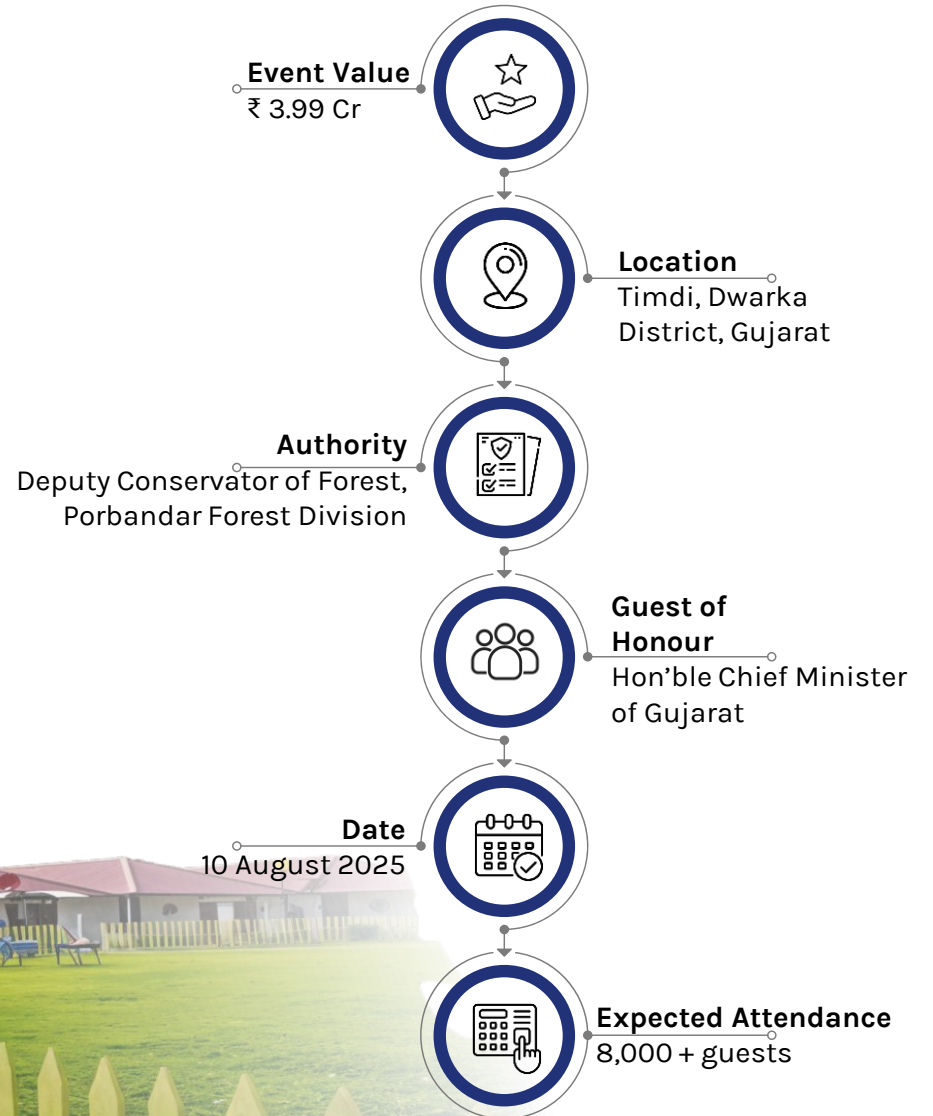 Event Value
₹ 3.99 Cr
Location
Timdi, Dwarka
District, Gujarat
Authority
Deputy Conservator of Forest,
Porbandar Forest Division
Guest of
Honour
Hon’ble Chief Minister
of Gujarat
Date
10 August 2025
Expected Attendance
8,000 + guests